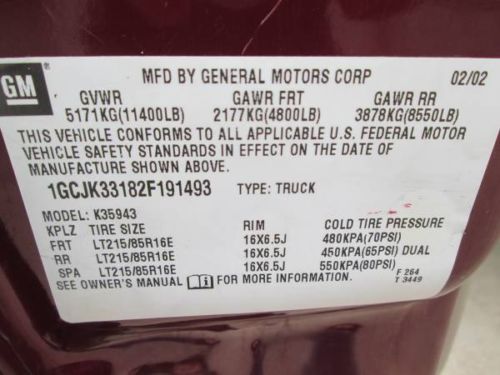 GM
MFD BY GENERAL MOTORS CORP 02/02
GVWR GAWR FRT GAWR RR
5171KG(11400LB) 2177KG(4800LB) 3878KG(8550LB)
THIS VEHICLE CONFORMS TO ALL APPLICABLE U.S. FEDERAL MOTOR
VEHICLE SAFETY STANDARDS IN EFFECT ON THE DATE OF
MANUFACTURE SHOWN ABOVE.
1GCJK33182F191493 TYPE: TRUCK
MODEL: K35943
KPLZ TIRE SIZE RIM COLD TIRE PRESSURE
FRT LT215/85R16E 16X6.5J 480KPA(70PSI)
RR LT215/85R16E 16X6.5J 450KPA(65PSI) DUAL
SPA LT215/85R16E 16X6.5J 550KPA(80PSI)
SEE OWNER'S MANUAL FOR MORE INFORMATION. F 264
T 3449